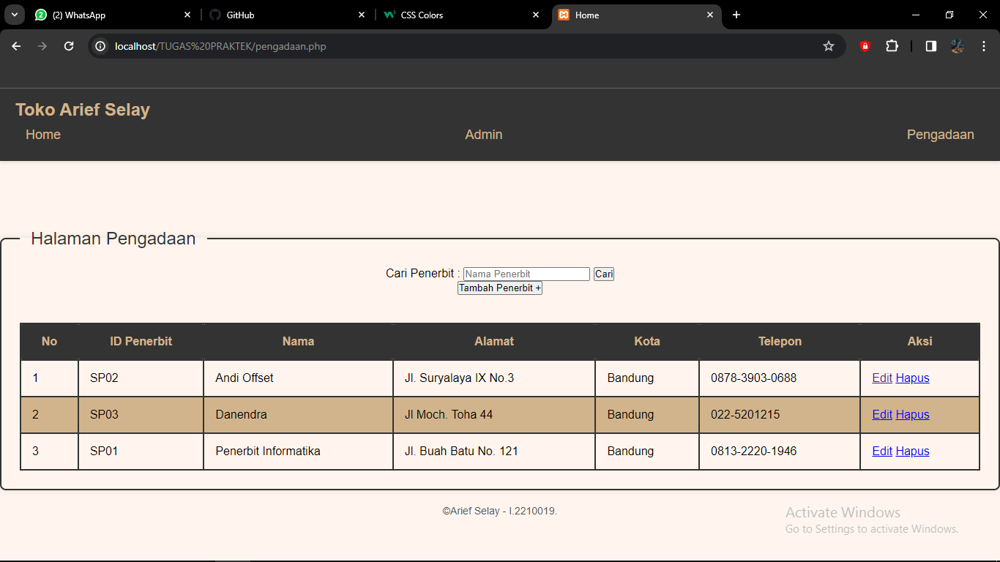 (2) WhatsApp GitHub CSS Colors Home
localhost/TUGAS%20PRAKTEK/pengadaan.php
Toko Arief Selay
Home Admin Pengadaan
Halaman Pengadaan
Cari Penerbit : Nama Penerbit Cari
Tambah Penerbit +
No ID Penerbit Nama Alamat Kota Telepon Aksi
1 SP02 Andi Offset Jl. Suryalaya IX No.3 Bandung 0878-3903-0688 Edit Hapus
2 SP03 Danendra Jl Moch. Toha 44 Bandung 022-5201215 Edit Hapus
3 SP01 Penerbit Informatika Jl. Buah Batu No. 121 Bandung 0813-2220-1946 Edit Hapus
©Arief Selay - I.2210019.
Activate Windows
Go to Settings to activate Windows.